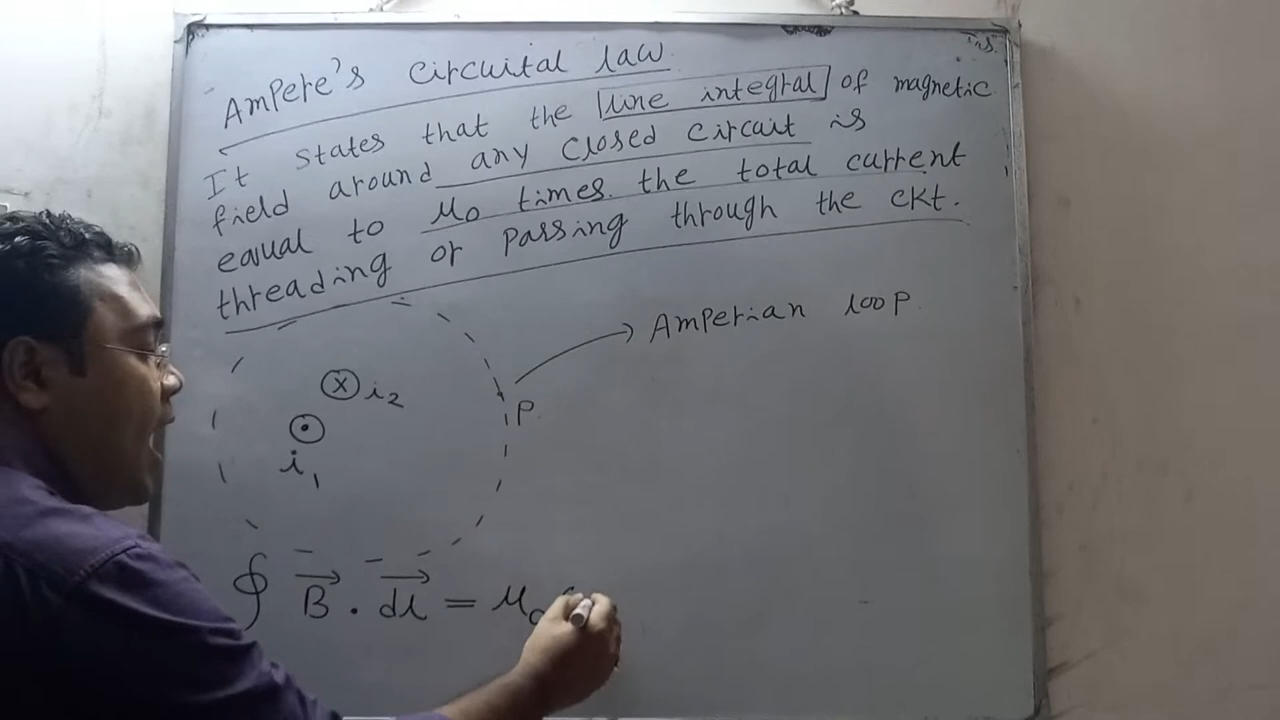 Ampere's circuital law
It states that the line integral of magnetic
field around any closed circuit is
equal to μ0 times the total current
threading or passing through the ckt.
Amperian loop
i2
P
i1
∮ B⃗ . dl⃗ = μ0